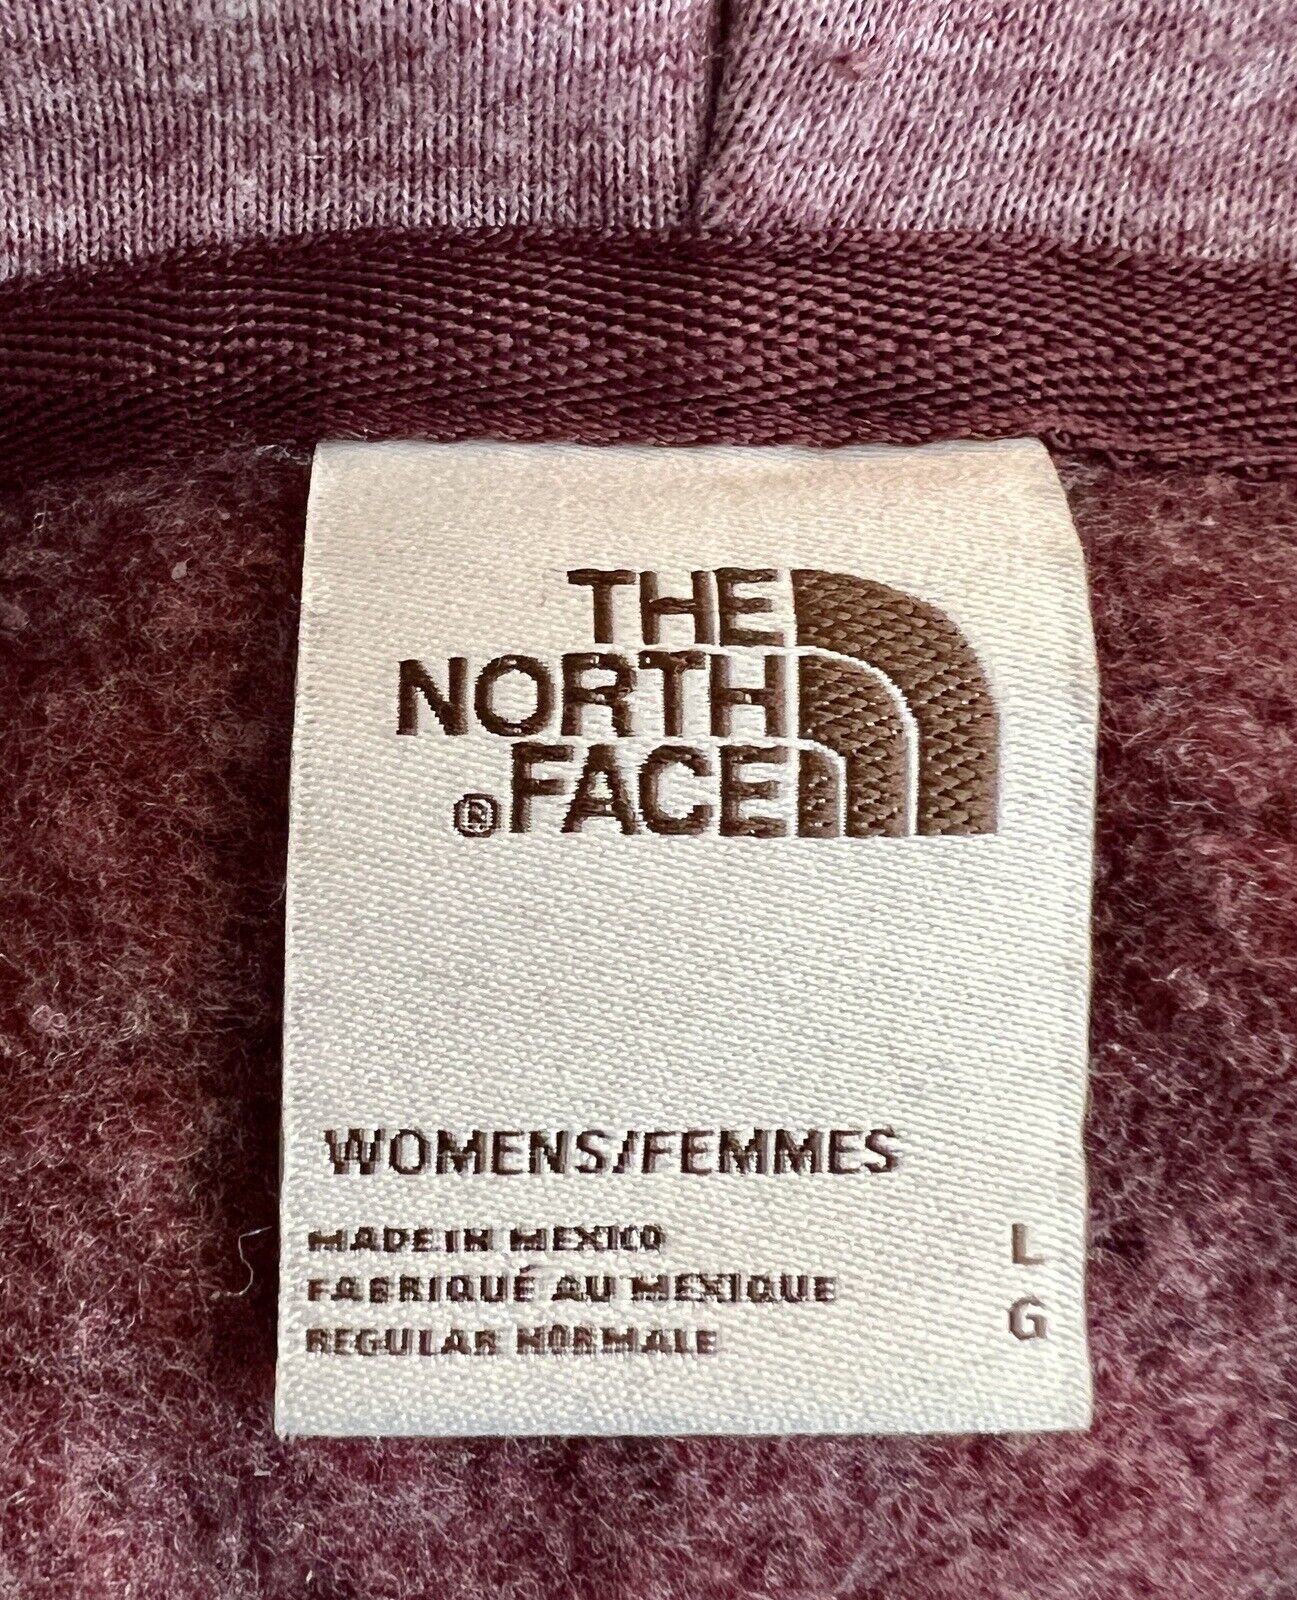 THE
NORTH
® FACE
WOMENS/FEMMES
MADE IN MEXICO L
FABRIQUÉ AU MEXIQUE G
REGULAR NORMALE